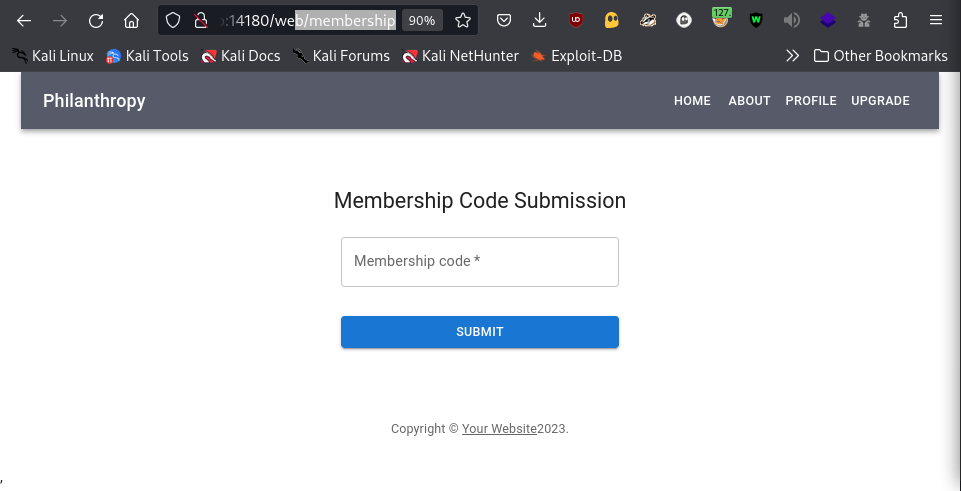 :14180/web/membership 90% 127.
Kali Linux Kali Tools Kali Docs Kali Forums Kali NetHunter Exploit-DB Other Bookmarks
Philanthropy HOME ABOUT PROFILE UPGRADE
Membership Code Submission
Membership code *
SUBMIT
Copyright © Your Website2023.
,